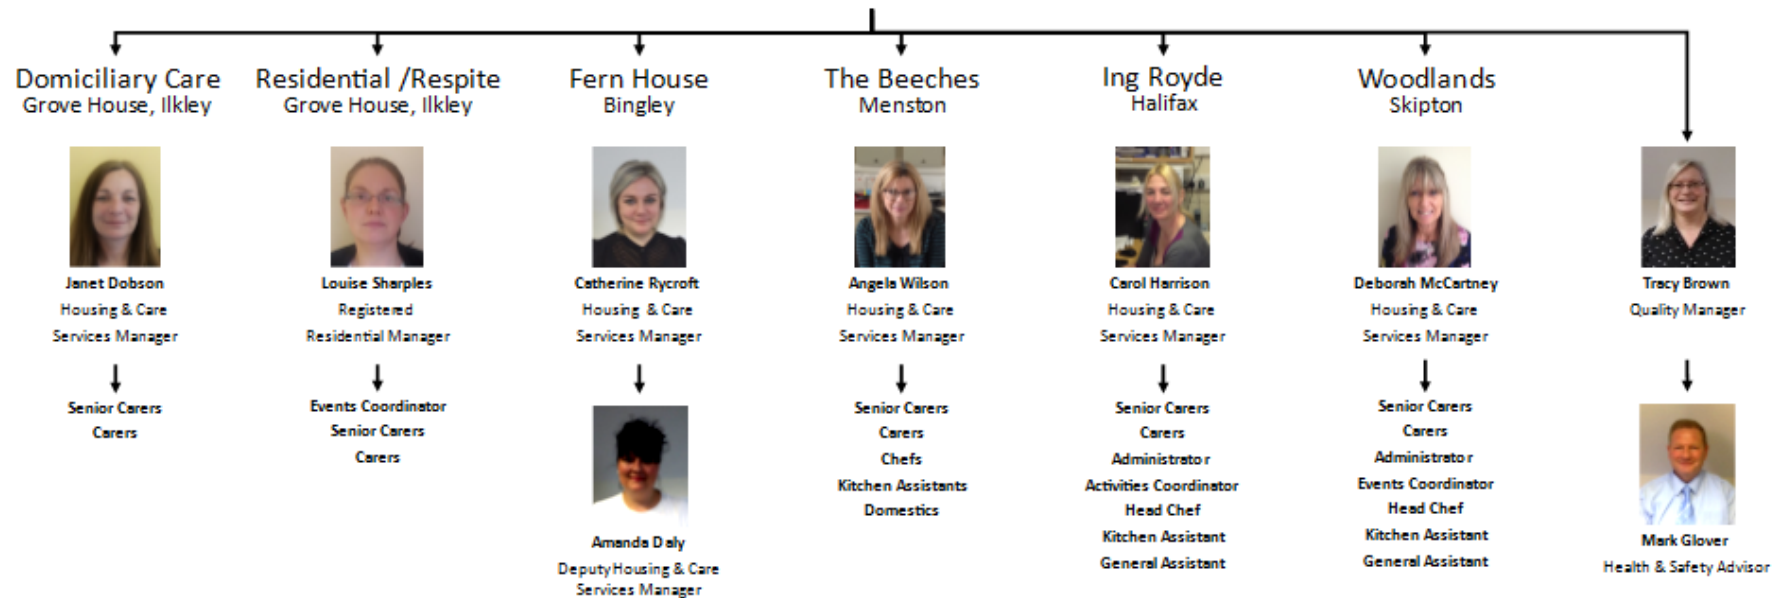 Domiciliary Care
Grove House, Ilkley
Janet Dobson
Housing & Care
Services Manager
Senior Carers
Carers
Residential /Respite
Grove House, Ilkley
Louise Sharples
Registered
Residential Manager
Events Coordinator
Senior Carers
Carers
Fern House
Bingley
Catherine Rycroft
Housing & Care
Services Manager
Amanda Daly
Deputy Housing & Care
Services Manager
The Beeches
Menston
Angela Wilson
Housing & Care
Services Manager
Senior Carers
Carers
Chefs
Kitchen Assistants
Domestics
Ing Royde
Halifax
Carol Harrison
Housing & Care
Services Manager
Senior Carers
Carers
Administrator
Activities Coordinator
Head Chef
Kitchen Assistant
General Assistant
Woodlands
Skipton
Deborah McCartney
Housing & Care
Services Manager
Senior Carers
Carers
Administrator
Events Coordinator
Head Chef
Kitchen Assistant
General Assistant
Tracy Brown
Quality Manager
Mark Glover
Health & Safety Advisor